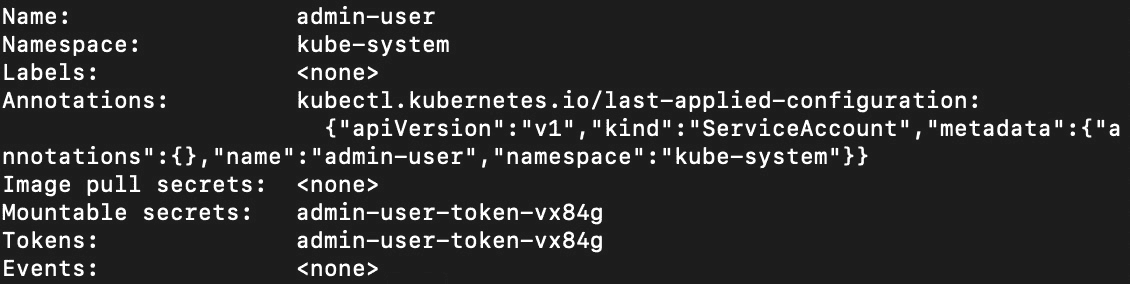 Name: admin-user
Namespace: kube-system
Labels: <none>
Annotations: kubectl.kubernetes.io/last-applied-configuration:
{"apiVersion":"v1","kind":"ServiceAccount","metadata":{"a
nnotations":{},"name":"admin-user","namespace":"kube-system"}}
Image pull secrets: <none>
Mountable secrets: admin-user-token-vx84g
Tokens: admin-user-token-vx84g
Events: <none>